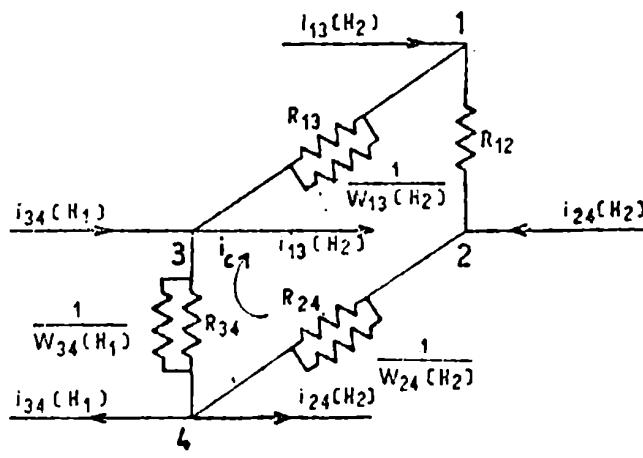 i13(H2)
1
R13
R12
1
W13(H2)
i34(H1)
i24(H2)
3
ic1
i13(H2)
2
R24
1
W34(H1)
R34
1
W24(H2)
i34(H1)
i24(H2)
4